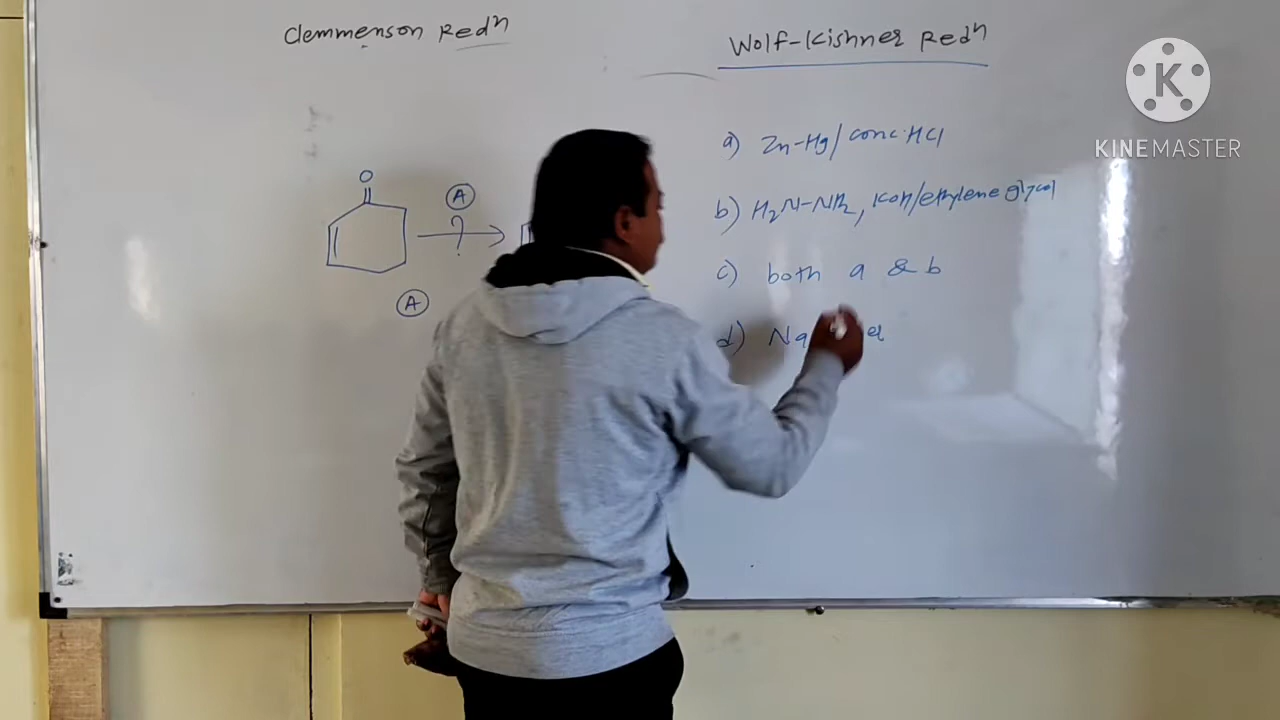 Clemmenson Redⁿ
Wolf-Kishner Redⁿ
K
KINEMASTER
a) Zn-Hg/conc. HCl
b) H₂N-NH₂, KOH/ethylene glycol
c) both a & b
d)
O
A
?
A